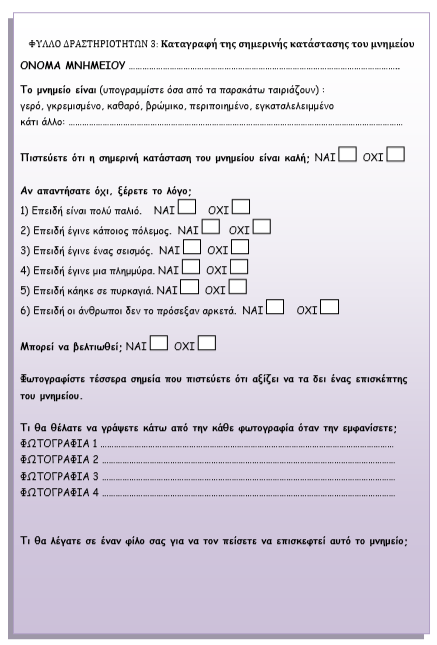 ΦΥΛΛΟ ΔΡΑΣΤΗΡΙΟΤΗΤΩΝ 3: Καταγραφή της σημερινής κατάστασης του μνημείου
ΟΝΟΜΑ ΜΝΗΜΕΙΟΥ ……………………………………………………………………………..
Το μνημείο είναι (υπογραμμίστε όσα από τα παρακάτω ταιριάζουν) :
γερό, γκρεμισμένο, καθαρό, βρώμικο, περιποιημένο, εγκαταλελειμμένο
κάτι άλλο: ……………………………………………………………………………………………
Πιστεύετε ότι η σημερινή κατάσταση του μνημείου είναι καλή; ΝΑΙ ΟΧΙ
Αν απαντήσατε όχι, ξέρετε το λόγο;
1) Επειδή είναι πολύ παλιό. ΝΑΙ ΟΧΙ
2) Επειδή έγινε κάποιος πόλεμος. ΝΑΙ ΟΧΙ
3) Επειδή έγινε ένας σεισμός. ΝΑΙ ΟΧΙ
4) Επειδή έγινε μια πλημμύρα. ΝΑΙ ΟΧΙ
5) Επειδή κάηκε σε πυρκαγιά. ΝΑΙ ΟΧΙ
6) Επειδή οι άνθρωποι δεν το πρόσεξαν αρκετά. ΝΑΙ ΟΧΙ
Μπορεί να βελτιωθεί; ΝΑΙ ΟΧΙ
Φωτογραφίστε τέσσερα σημεία που πιστεύετε ότι αξίζει να τα δει ένας επισκέπτης
του μνημείου.
Τι θα θέλατε να γράψετε κάτω από την κάθε φωτογραφία όταν την εμφανίσετε;
ΦΩΤΟΓΡΑΦΙΑ 1 ………………………………………………………………………………
ΦΩΤΟΓΡΑΦΙΑ 2 ………………………………………………………………………………
ΦΩΤΟΓΡΑΦΙΑ 3 ………………………………………………………………………………
ΦΩΤΟΓΡΑΦΙΑ 4 ………………………………………………………………………………
Τι θα λέγατε σε έναν φίλο σας για να τον πείσετε να επισκεφτεί αυτό το μνημείο;